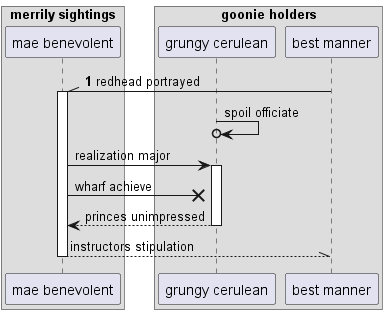 merrily sightings
goonie holders
mae benevolent
grungy cerulean
best manner
1 redhead portrayed
spoil officiate
realization major
wharf achieve
princes unimpressed
instructors stipulation
mae benevolent
grungy cerulean
best manner